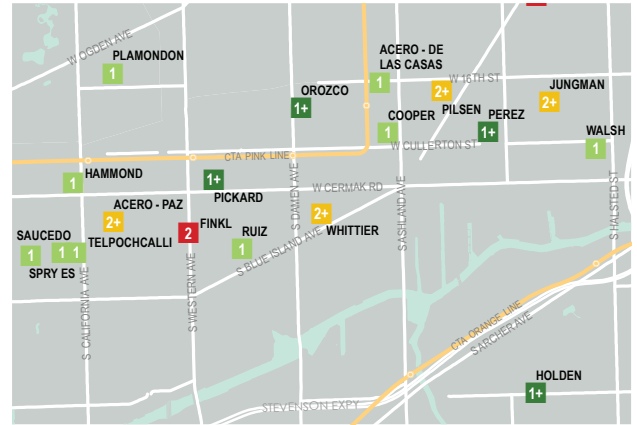 W OGDEN AVE
PLAMONDON
1
ACERO - DE
LAS CASAS
1
W 16TH ST
OROZCO
1+
2+
PILSEN
JUNGMAN
2+
COOPER
1
PEREZ
1+
WALSH
1
W CULLERTON ST
CTA PINK LINE
HAMMOND
1
1+
PICKARD
W CERMAK RD
ACERO - PAZ
2+
TELPOCHCALLI
FINKL
2
RUIZ
1
2+
WHITTIER
SAUCEDO
1
1
1
SPRY ES
S BLUE ISLAND AVE
S CALIFORNIA AVE
S WESTERN AVE
S DAMEN AVE
S ASHLAND AVE
S HALSTED ST
CTA ORANGE LINE
S ARCHER AVE
HOLDEN
1+
STEVENSON EXPY